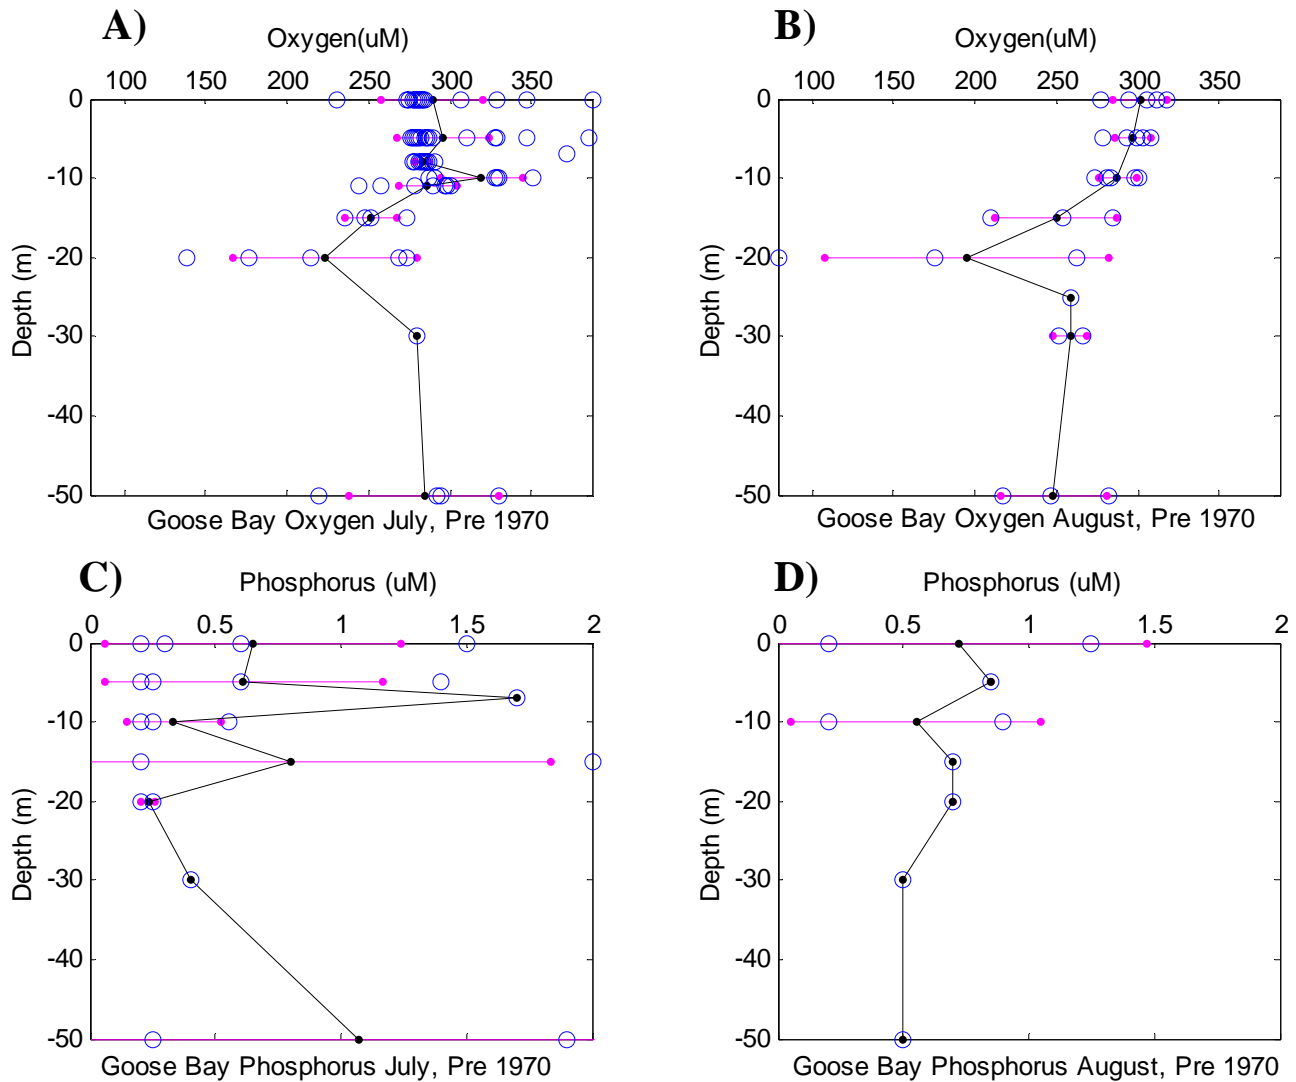 A)
Oxygen(uM)
100 150 200 250 300 350
0
-10
-20
-30
-40
-50
Depth (m)
Goose Bay Oxygen July, Pre 1970
B)
Oxygen(uM)
100 150 200 250 300 350
0
-10
-20
-30
-40
-50
Depth (m)
Goose Bay Oxygen August, Pre 1970
C)
Phosphorus (uM)
0 0.5 1 1.5 2
0
-10
-20
-30
-40
-50
Depth (m)
Goose Bay Phosphorus July, Pre 1970
D)
Phosphorus (uM)
0 0.5 1 1.5 2
0
-10
-20
-30
-40
-50
Depth (m)
Goose Bay Phosphorus August, Pre 1970